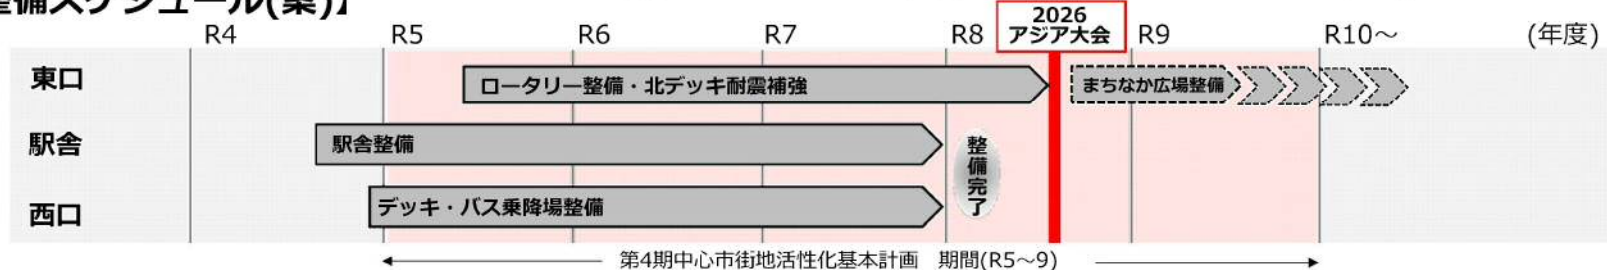 整備スケジュール(案)】
R4 R5 R6 R7 R8 2026 アジア大会 R9 R10～ (年度)
東口 ロータリー整備・北デッキ耐震補強 まちなか広場整備
駅舎 駅舎整備 整備完了
西口 デッキ・バス乗降場整備
第4期中心市街地活性化基本計画 期間(R5～9)